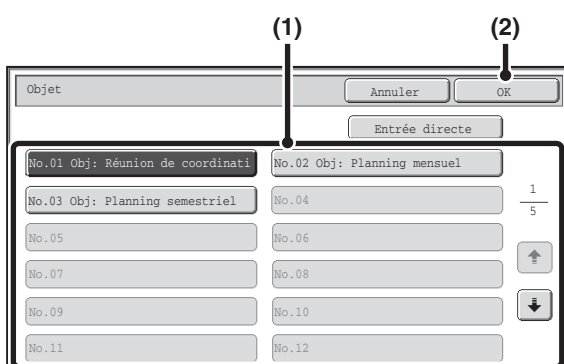 (1) (2)
Objet Annuler OK
Entrée directe
No.01 Obj: Réunion de coordinati No.02 Obj: Planning mensuel
No.03 Obj: Planning semestriel No.04
1
5
No.05 No.06
No.07 No.08
No.09 No.10
No.11 No.12